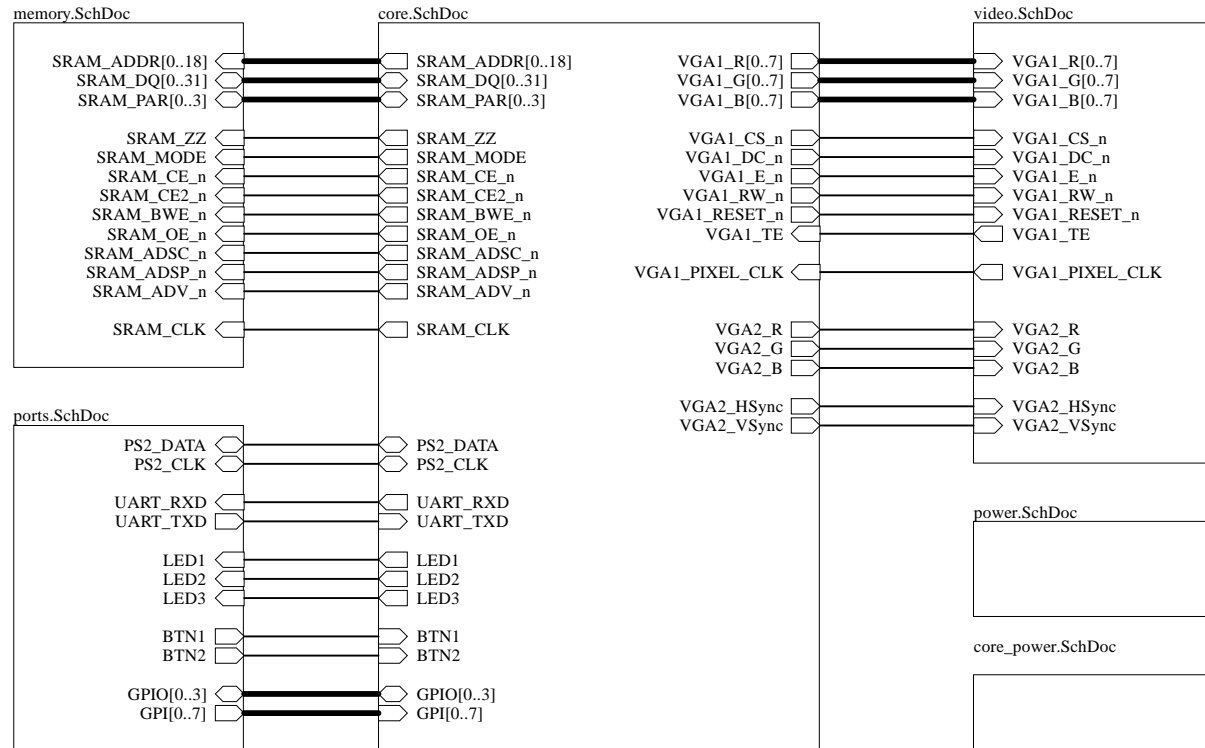 memory.SchDoc
SRAM_ADDR[0..18]
SRAM_DQ[0..31]
SRAM_PAR[0..3]
SRAM_ZZ
SRAM_MODE
SRAM_CE_n
SRAM_CE2_n
SRAM_BWE_n
SRAM_OE_n
SRAM_ADSC_n
SRAM_ADSP_n
SRAM_ADV_n
SRAM_CLK
ports.SchDoc
PS2_DATA
PS2_CLK
UART_RXD
UART_TXD
LED1
LED2
LED3
BTN1
BTN2
GPIO[0..3]
GPI[0..7]
core.SchDoc
SRAM_ADDR[0..18]
SRAM_DQ[0..31]
SRAM_PAR[0..3]
SRAM_ZZ
SRAM_MODE
SRAM_CE_n
SRAM_CE2_n
SRAM_BWE_n
SRAM_OE_n
SRAM_ADSC_n
SRAM_ADSP_n
SRAM_ADV_n
SRAM_CLK
PS2_DATA
PS2_CLK
UART_RXD
UART_TXD
LED1
LED2
LED3
BTN1
BTN2
GPIO[0..3]
GPI[0..7]
VGA1_R[0..7]
VGA1_G[0..7]
VGA1_B[0..7]
VGA1_CS_n
VGA1_DC_n
VGA1_E_n
VGA1_RW_n
VGA1_RESET_n
VGA1_TE
VGA1_PIXEL_CLK
VGA2_R
VGA2_G
VGA2_B
VGA2_HSync
VGA2_VSync
video.SchDoc
VGA1_R[0..7]
VGA1_G[0..7]
VGA1_B[0..7]
VGA1_CS_n
VGA1_DC_n
VGA1_E_n
VGA1_RW_n
VGA1_RESET_n
VGA1_TE
VGA1_PIXEL_CLK
VGA2_R
VGA2_G
VGA2_B
VGA2_HSync
VGA2_VSync
power.SchDoc
core_power.SchDoc